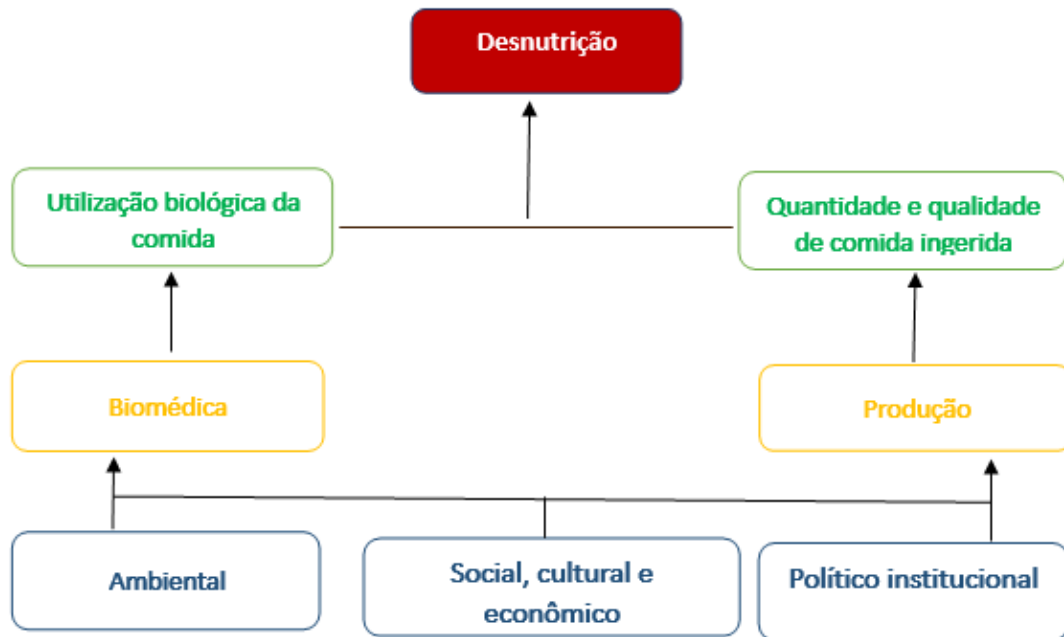 Desnutrição
Utilização biológica da
comida
Quantidade e qualidade
de comida ingerida
Biomédica
Produção
Ambiental
Social, cultural e
econômico
Político institucional